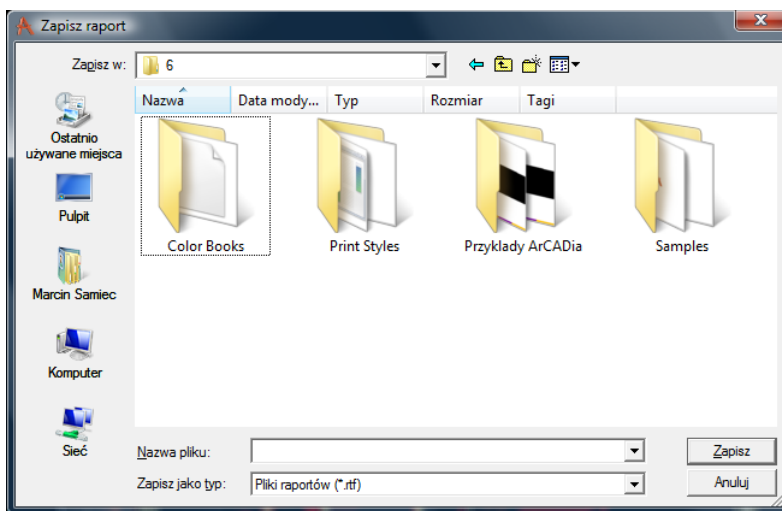 Zapisz raport
Zapisz w: 6
Nazwa Data mody... Typ Rozmiar Tagi
Ostatnio
używane miejsca
Pulpit
Marcin Samiec
Komputer
Sieć
Color Books Print Styles Przyklady ArCADia Samples
Nazwa pliku: Zapisz
Zapisz jako typ: Pliki raportów (*.rtf) Anuluj